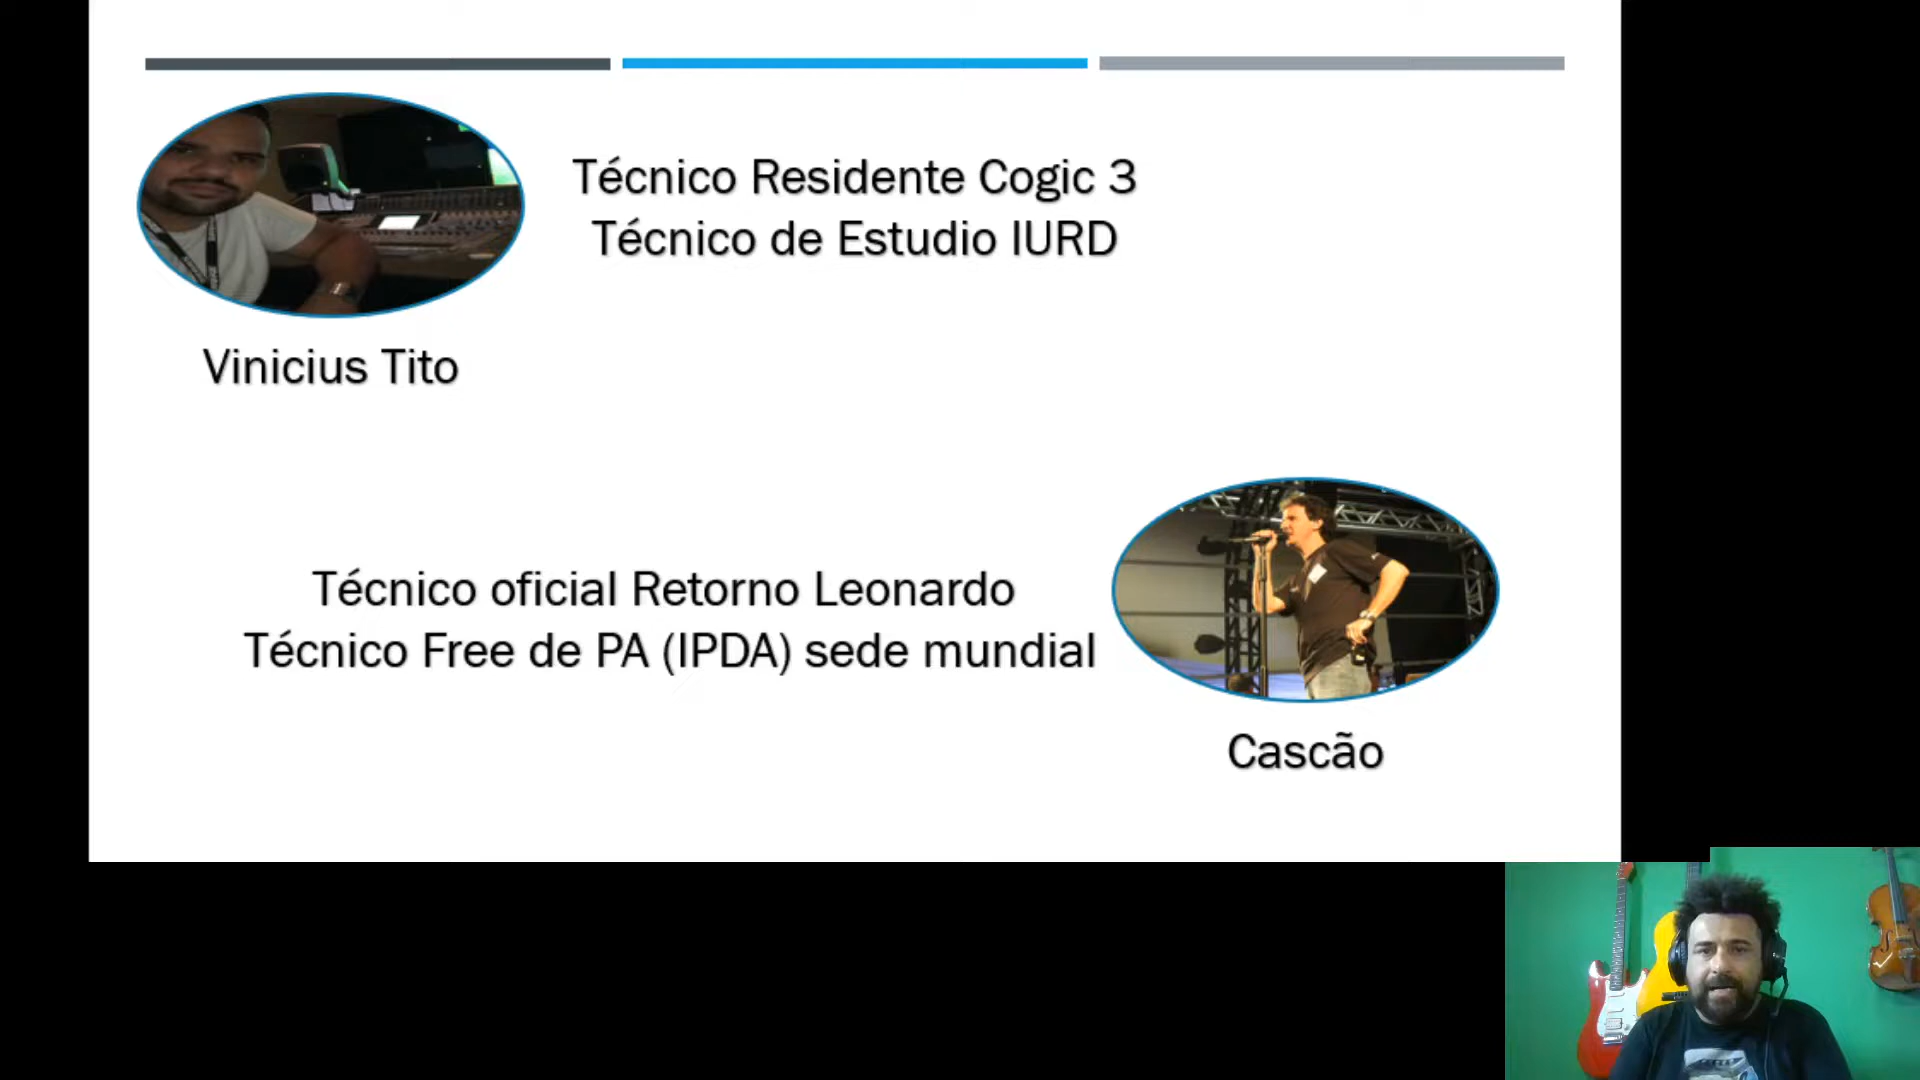 Técnico Residente Cogic 3
Técnico de Estudio IURD
Vinicius Tito
Técnico oficial Retorno Leonardo
Técnico Free de PA (IPDA) sede mundial
Cascão